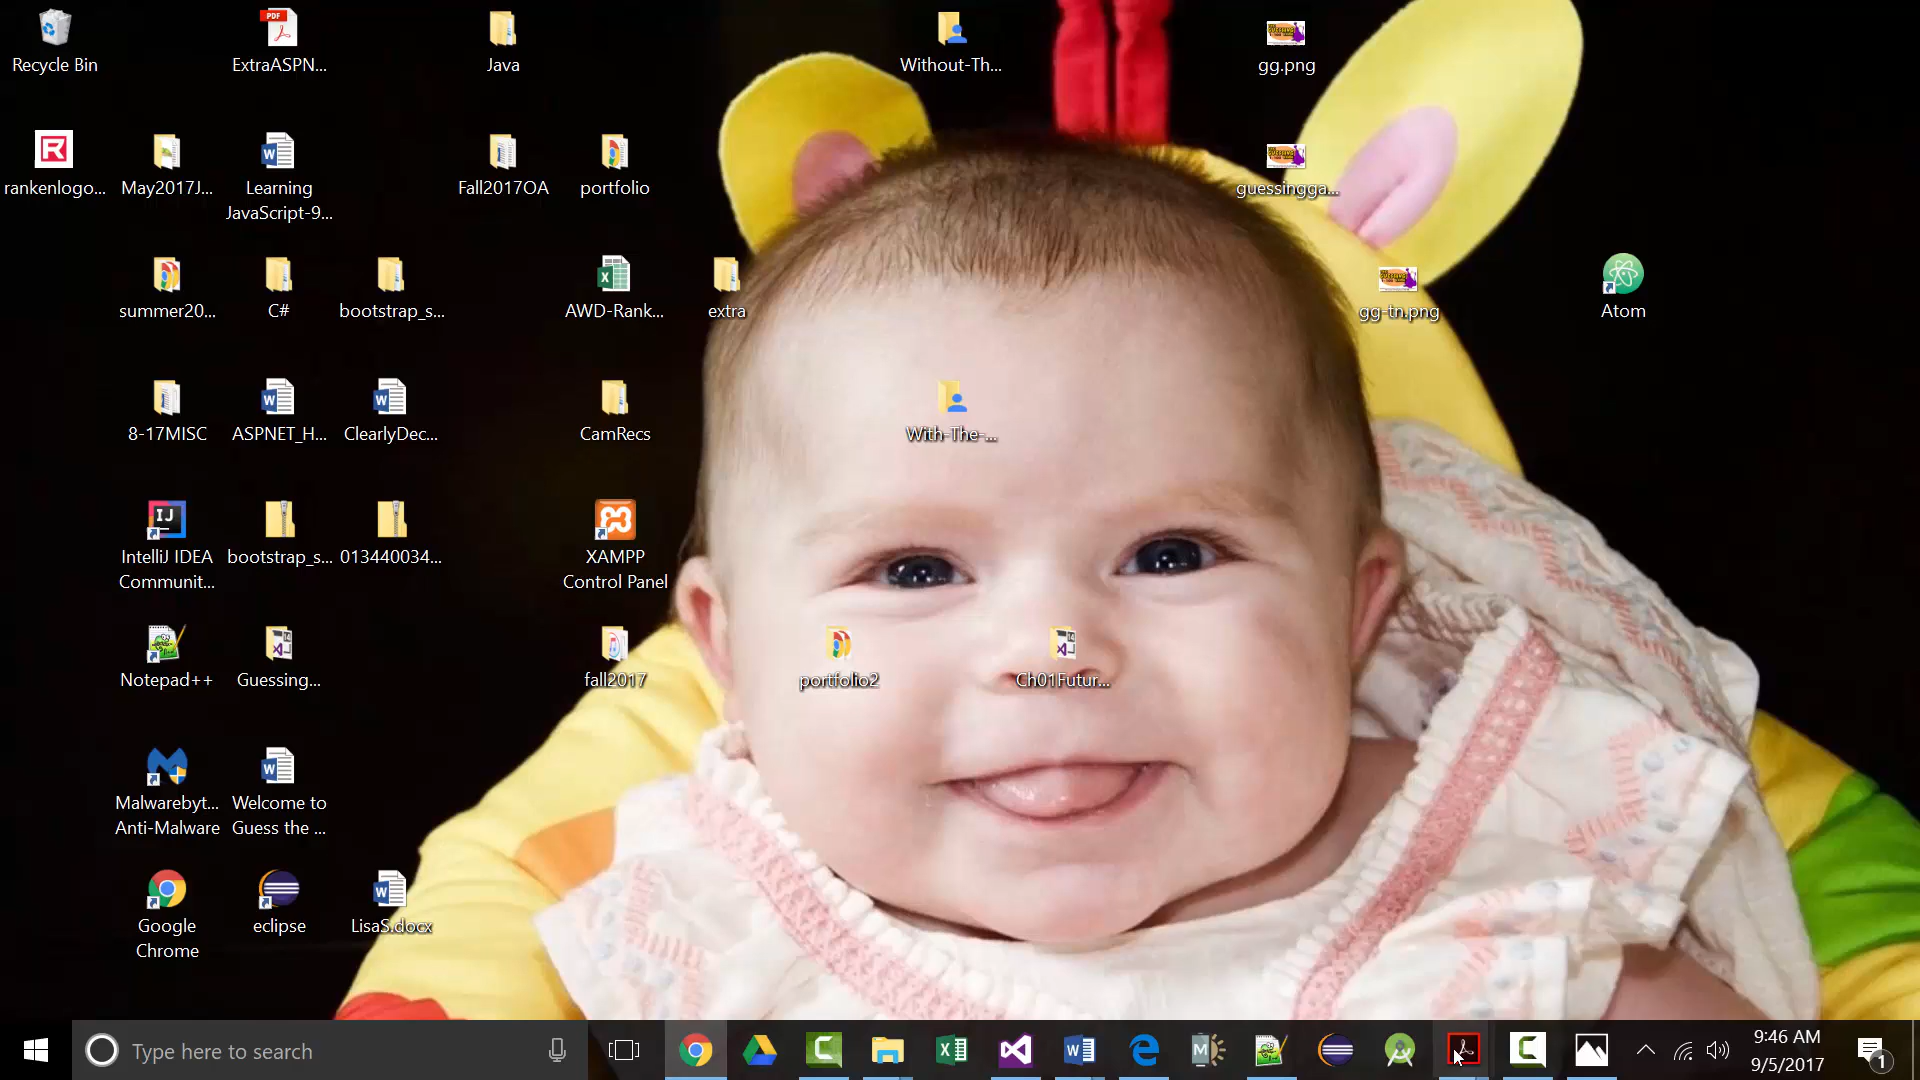 Recycle Bin
ExtraASPN...
Java
Without-Th...
gg.png
rankenlogo...
May2017J...
Learning
JavaScript-9...
Fall2017OA
portfolio
guessingga...
summer20...
C#
bootstrap_s...
AWD-Rank...
extra
gg-tn.png
Atom
8-17MISC
ASPNET_H...
ClearlyDec...
CamRecs
With-The-...
IntelliJ IDEA
Communit...
bootstrap_s...
013440034...
XAMPP
Control Panel
Notepad++
Guessing...
fall2017
portfolio2
Ch01Futur...
Malwarebyt...
Anti-Malware
Welcome to
Guess the ...
Google
Chrome
eclipse
LisaS.docx
Type here to search
9:46 AM
9/5/2017
1